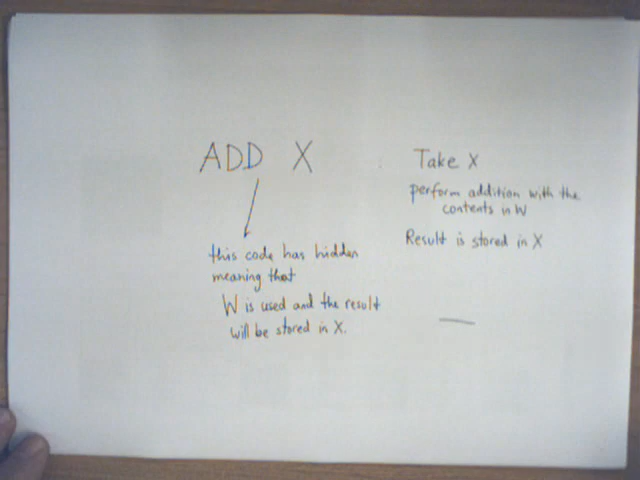 ADD X
this code has hidden
meaning that
W is used and the result
will be stored in X.
Take X
perform addition with the
contents in W
Result is stored in X